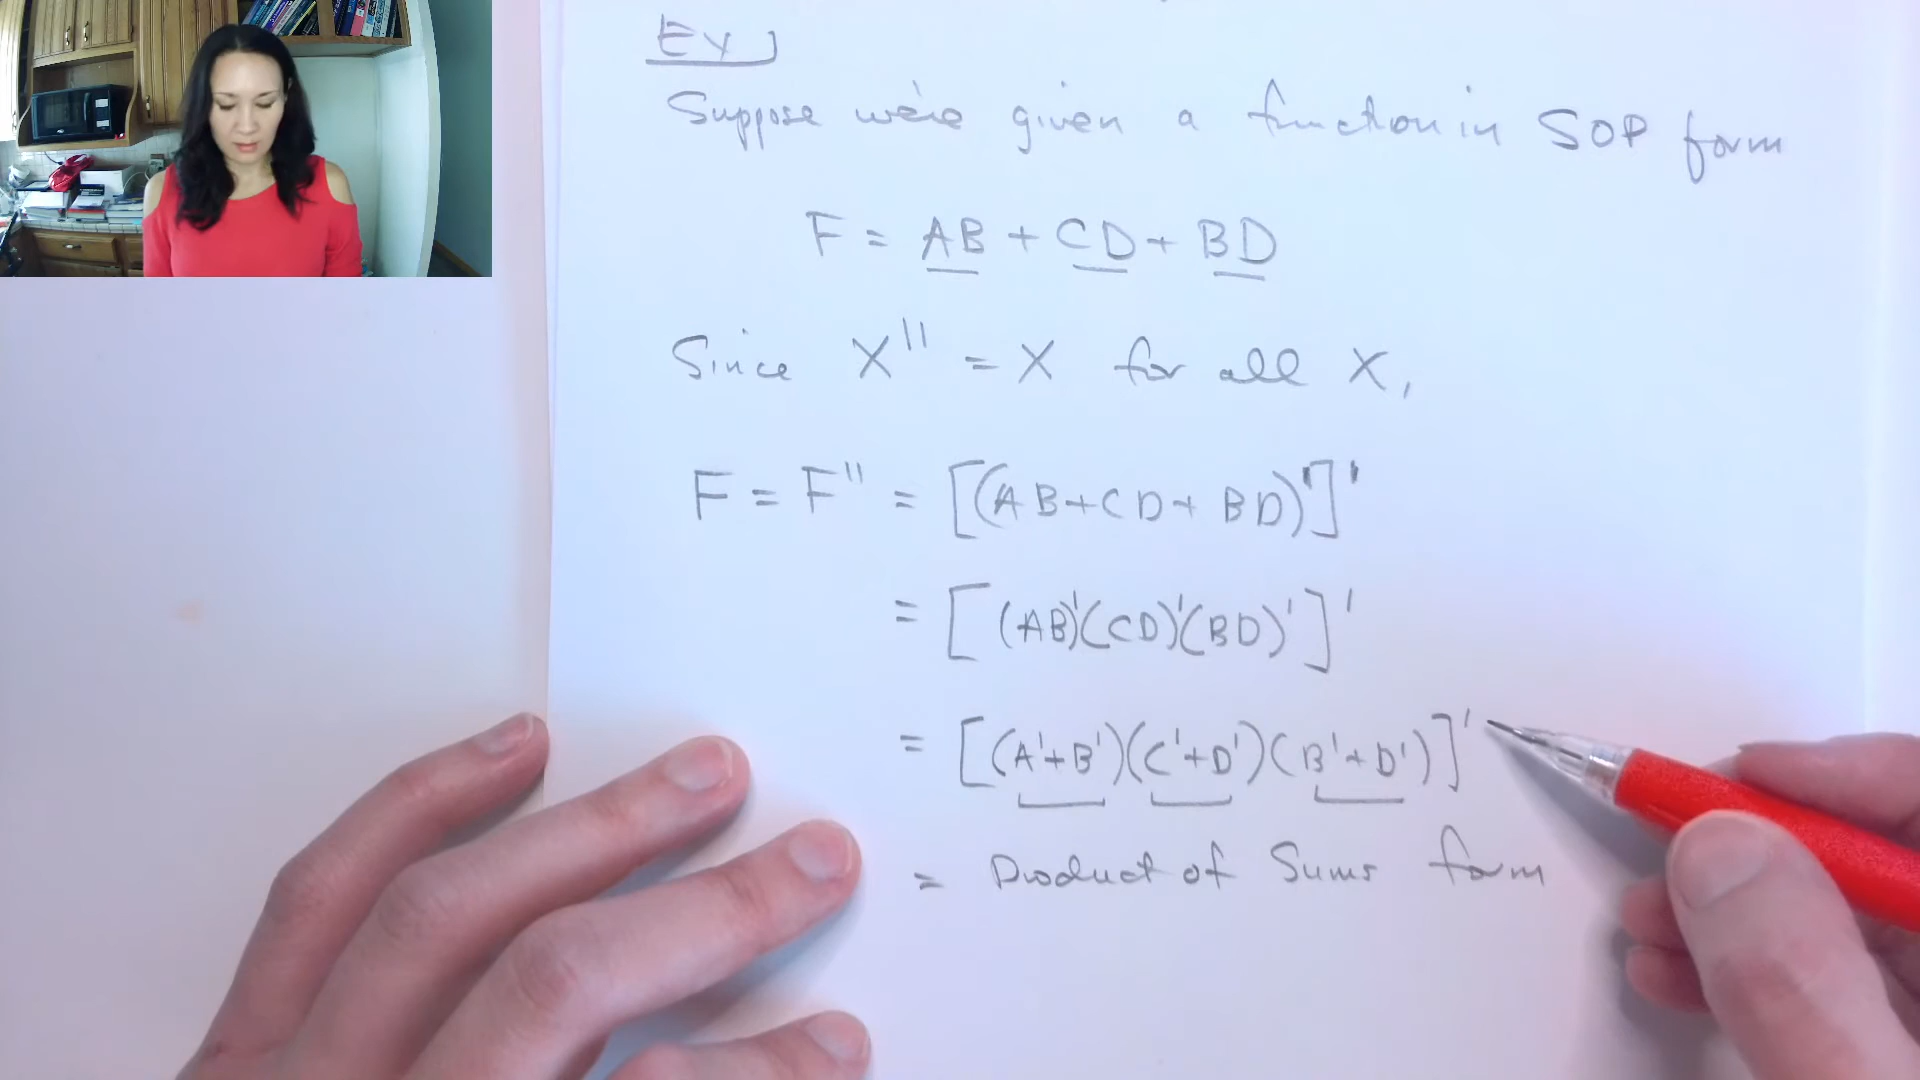 Ex]
Suppose we're given a function in SOP form
F = AB + CD + BD
Since X'' = X for all X,
F = F'' = [(AB+CD+BD)']'
= [(AB)'(CD)'(BD)']'
= [(A'+B')(C'+D')(B'+D')]'
= Product of Sums form